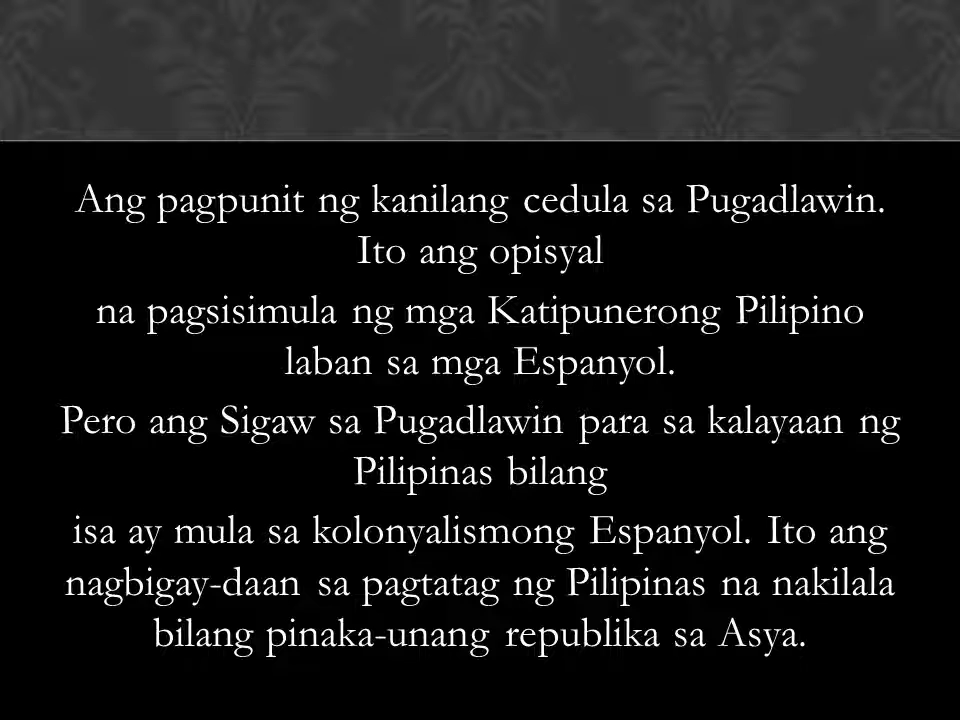 Ang pagpunit ng kanilang cedula sa Pugadlawin.
Ito ang opisyal
na pagsisimula ng mga Katipunerong Pilipino
laban sa mga Espanyol.
Pero ang Sigaw sa Pugadlawin para sa kalayaan ng
Pilipinas bilang
isa ay mula sa kolonyalismong Espanyol. Ito ang
nagbigay-daan sa pagtatag ng Pilipinas na nakilala
bilang pinaka-unang republika sa Asya.